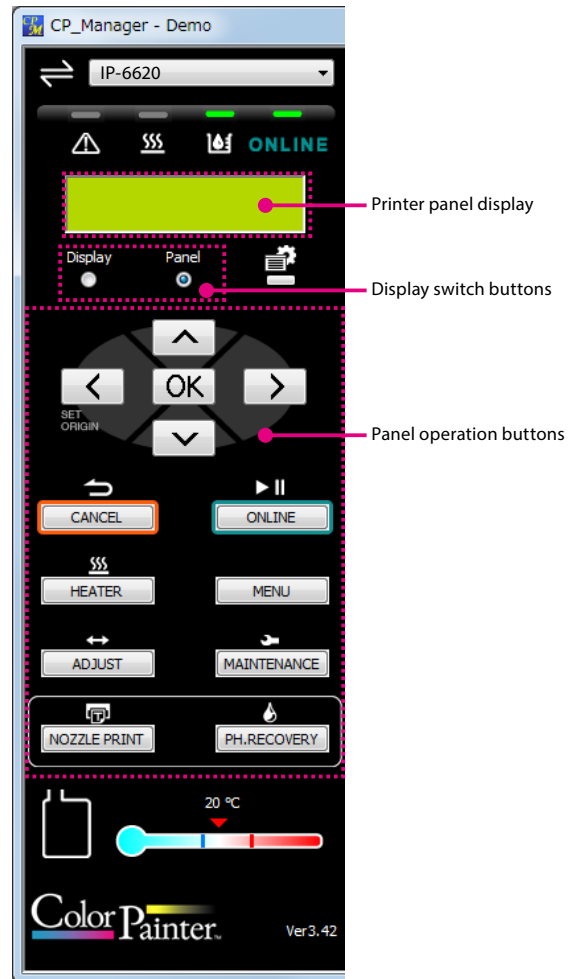 CP_Manager - Demo
IP-6620
ONLINE
Printer panel display
Display
Panel
Display switch buttons
OK
SET
ORIGIN
Panel operation buttons
CANCEL
ONLINE
HEATER
MENU
ADJUST
MAINTENANCE
NOZZLE PRINT
PH.RECOVERY
20 °C
Color Painter™
Ver3.42